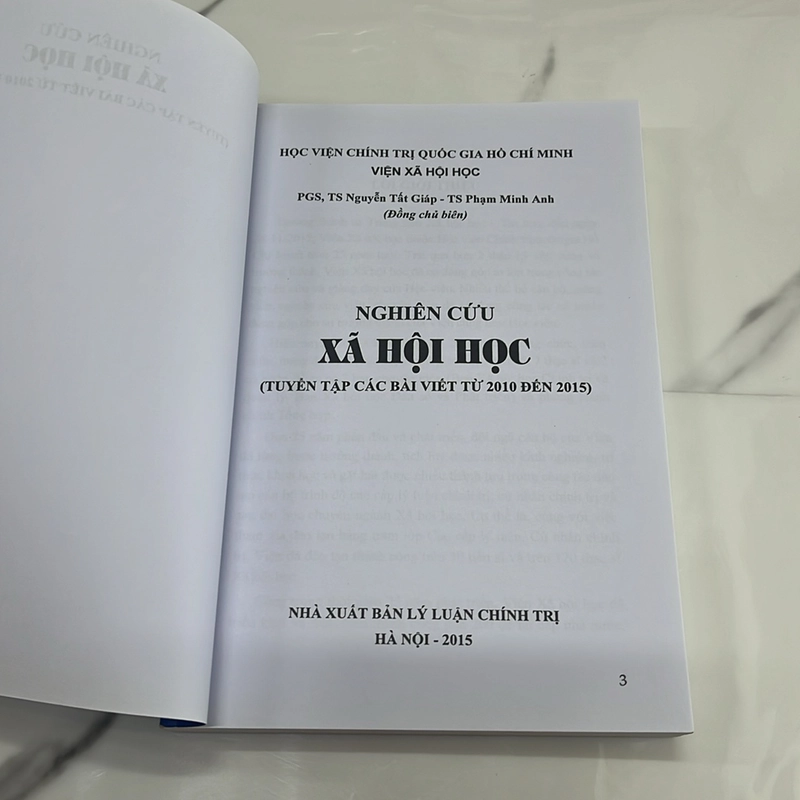 HỌC VIỆN CHÍNH TRỊ QUỐC GIA HỒ CHÍ MINH
VIỆN XÃ HỘI HỌC
PGS, TS Nguyễn Tất Giáp - TS Phạm Minh Anh
(Đồng chủ biên)
NGHIÊN CỨU
XÃ HỘI HỌC
(TUYỂN TẬP CÁC BÀI VIẾT TỪ 2010 ĐẾN 2015)
NHÀ XUẤT BẢN LÝ LUẬN CHÍNH TRỊ
HÀ NỘI - 2015
3